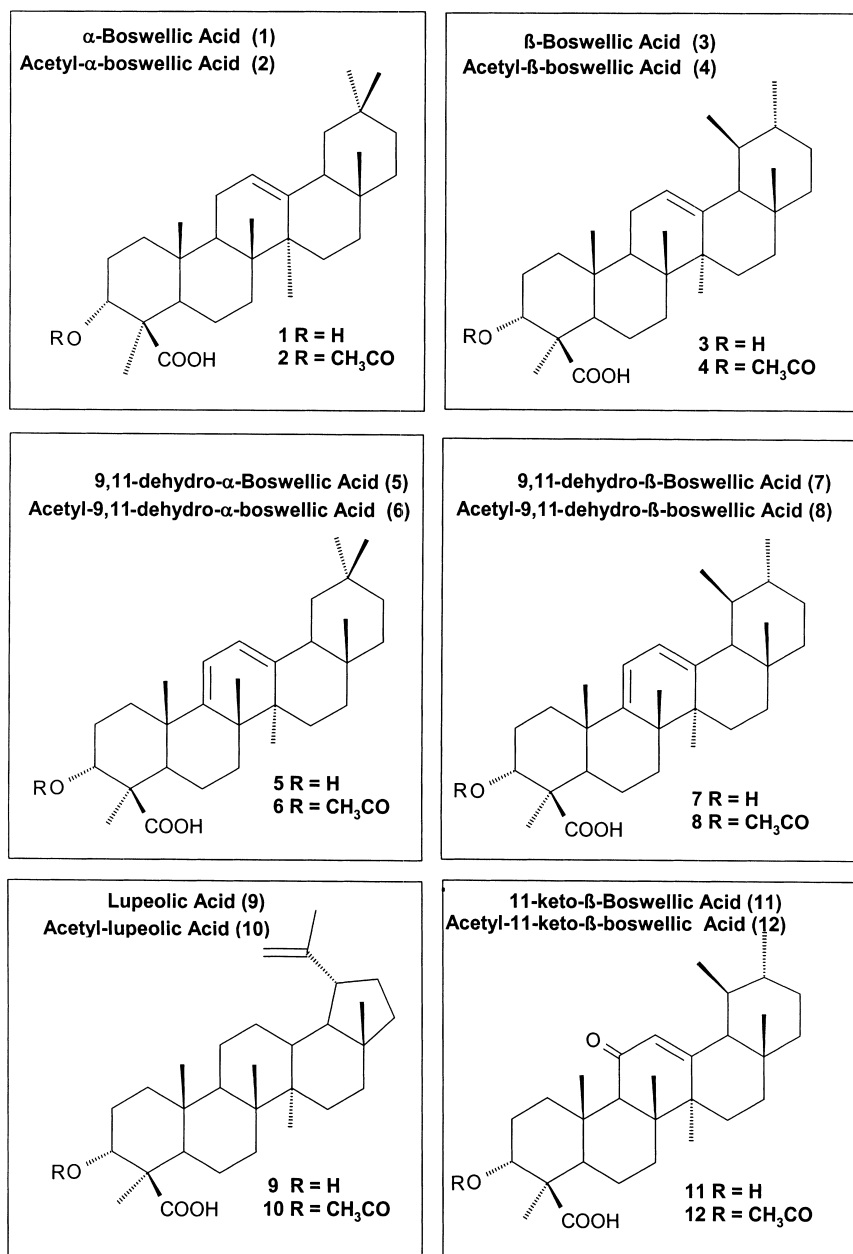 α-Boswellic Acid (1)
Acetyl-α-boswellic Acid (2)
RO
COOH
1 R = H
2 R = CH₃CO
ß-Boswellic Acid (3)
Acetyl-ß-boswellic Acid (4)
RO
COOH
3 R = H
4 R = CH₃CO
9,11-dehydro-α-Boswellic Acid (5)
Acetyl-9,11-dehydro-α-boswellic Acid (6)
RO
COOH
5 R = H
6 R = CH₃CO
9,11-dehydro-ß-Boswellic Acid (7)
Acetyl-9,11-dehydro-ß-boswellic Acid (8)
RO
COOH
7 R = H
8 R = CH₃CO
Lupeolic Acid (9)
Acetyl-lupeolic Acid (10)
RO
COOH
9 R = H
10 R = CH₃CO
11-keto-ß-Boswellic Acid (11)
Acetyl-11-keto-ß-boswellic Acid (12)
O
RO
COOH
11 R = H
12 R = CH₃CO